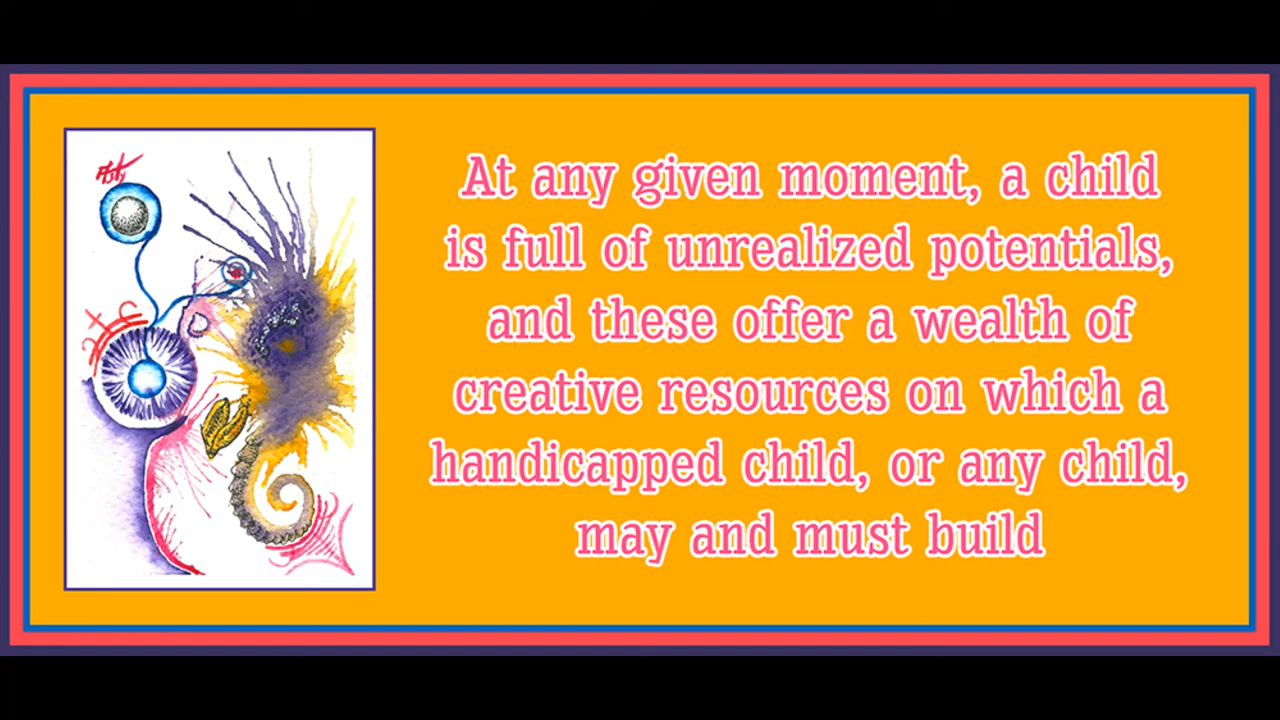 At any given moment, a child
is full of unrealized potentials,
and these offer a wealth of
creative resources on which a
handicapped child, or any child,
may and must build